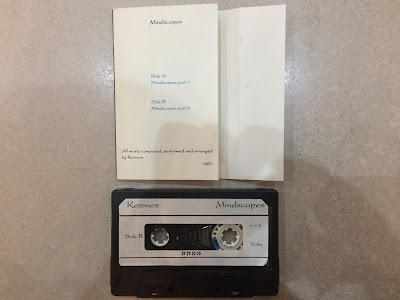 Mindscapes
Side A
Mindscapes part 1
Side B
Mindscapes part 2
All music composed, performed and arranged
by Kosmos
1987
Kosmos Mindscapes
Side B
Dolby